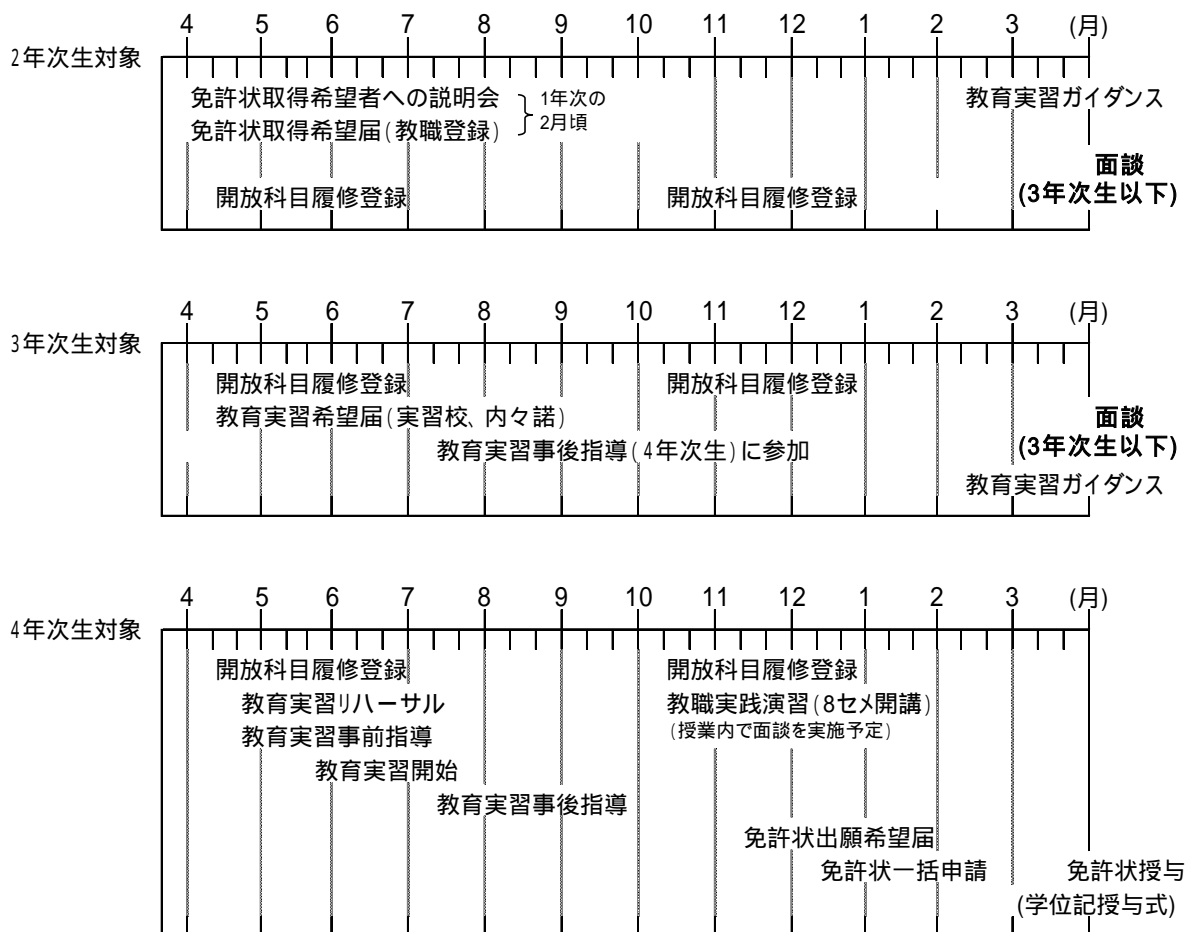 4 5 6 7 8 9 10 11 12 1 2 3 (月)
2年次生対象
免許状取得希望者への説明会
免許状取得希望届(教職登録)
1年次の
2月頃
教育実習ガイダンス
面談
(3年次生以下)
開放科目履修登録 開放科目履修登録
4 5 6 7 8 9 10 11 12 1 2 3 (月)
3年次生対象
開放科目履修登録 開放科目履修登録
教育実習希望届(実習校、内々諾)
教育実習事後指導(4年次生)に参加
面談
(3年次生以下)
教育実習ガイダンス
4 5 6 7 8 9 10 11 12 1 2 3 (月)
4年次生対象
開放科目履修登録 開放科目履修登録
教育実習リハーサル 教職実践演習(8セメ開講)
(授業内で面談を実施予定)
教育実習事前指導
教育実習開始
教育実習事後指導
免許状出願希望届
免許状一括申請 免許状授与
(学位記授与式)